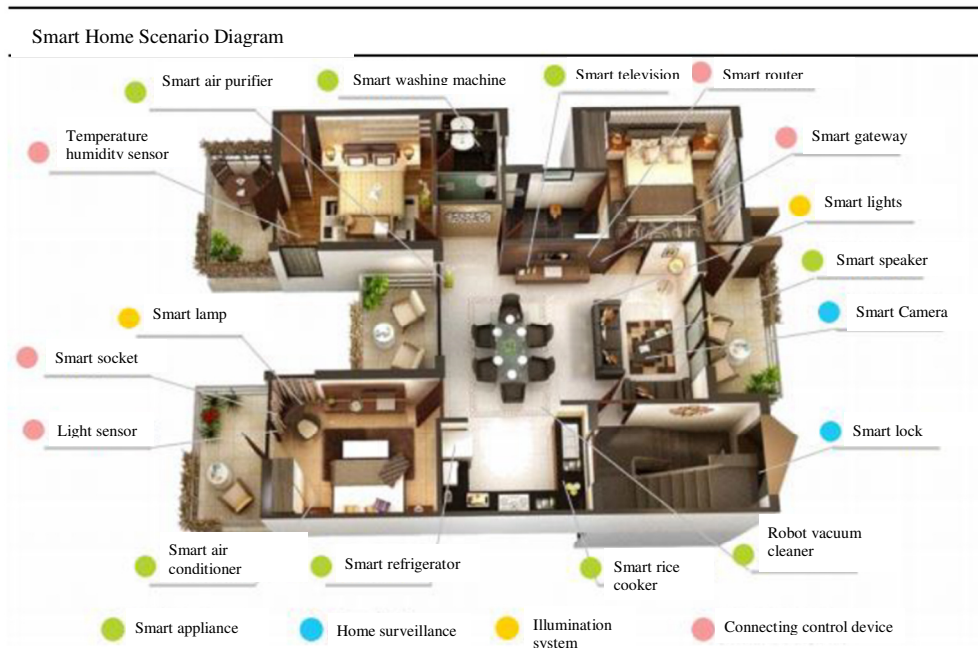 Smart Home Scenario Diagram
Smart air purifier
Smart washing machine
Smart television
Smart router
Temperature
humidity sensor
Smart gateway
Smart lights
Smart speaker
Smart lamp
Smart Camera
Smart socket
Light sensor
Smart lock
Smart air
conditioner
Smart refrigerator
Smart rice
cooker
Robot vacuum
cleaner
Smart appliance
Home surveillance
Illumination
system
Connecting control device